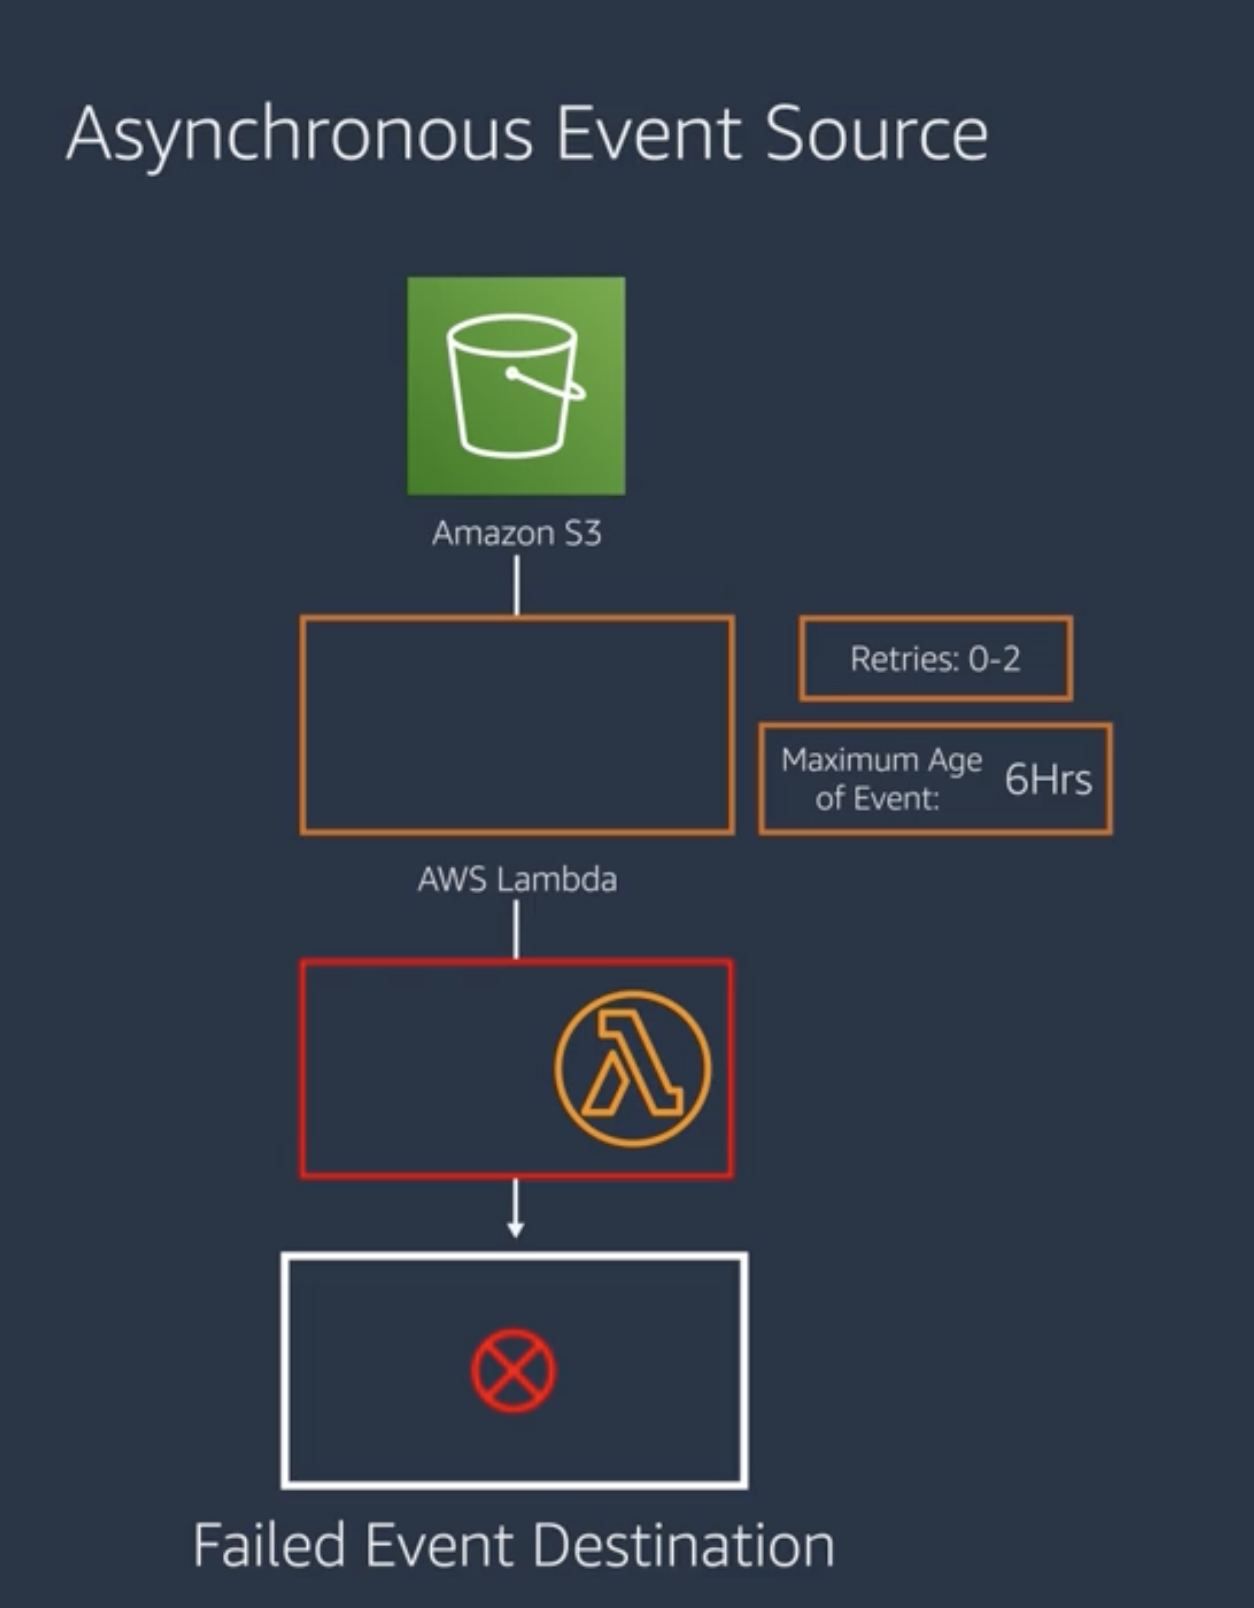 Asynchronous Event Source
Amazon S3
Retries: 0-2
Maximum Age
of Event:
6Hrs
AWS Lambda
Failed Event Destination